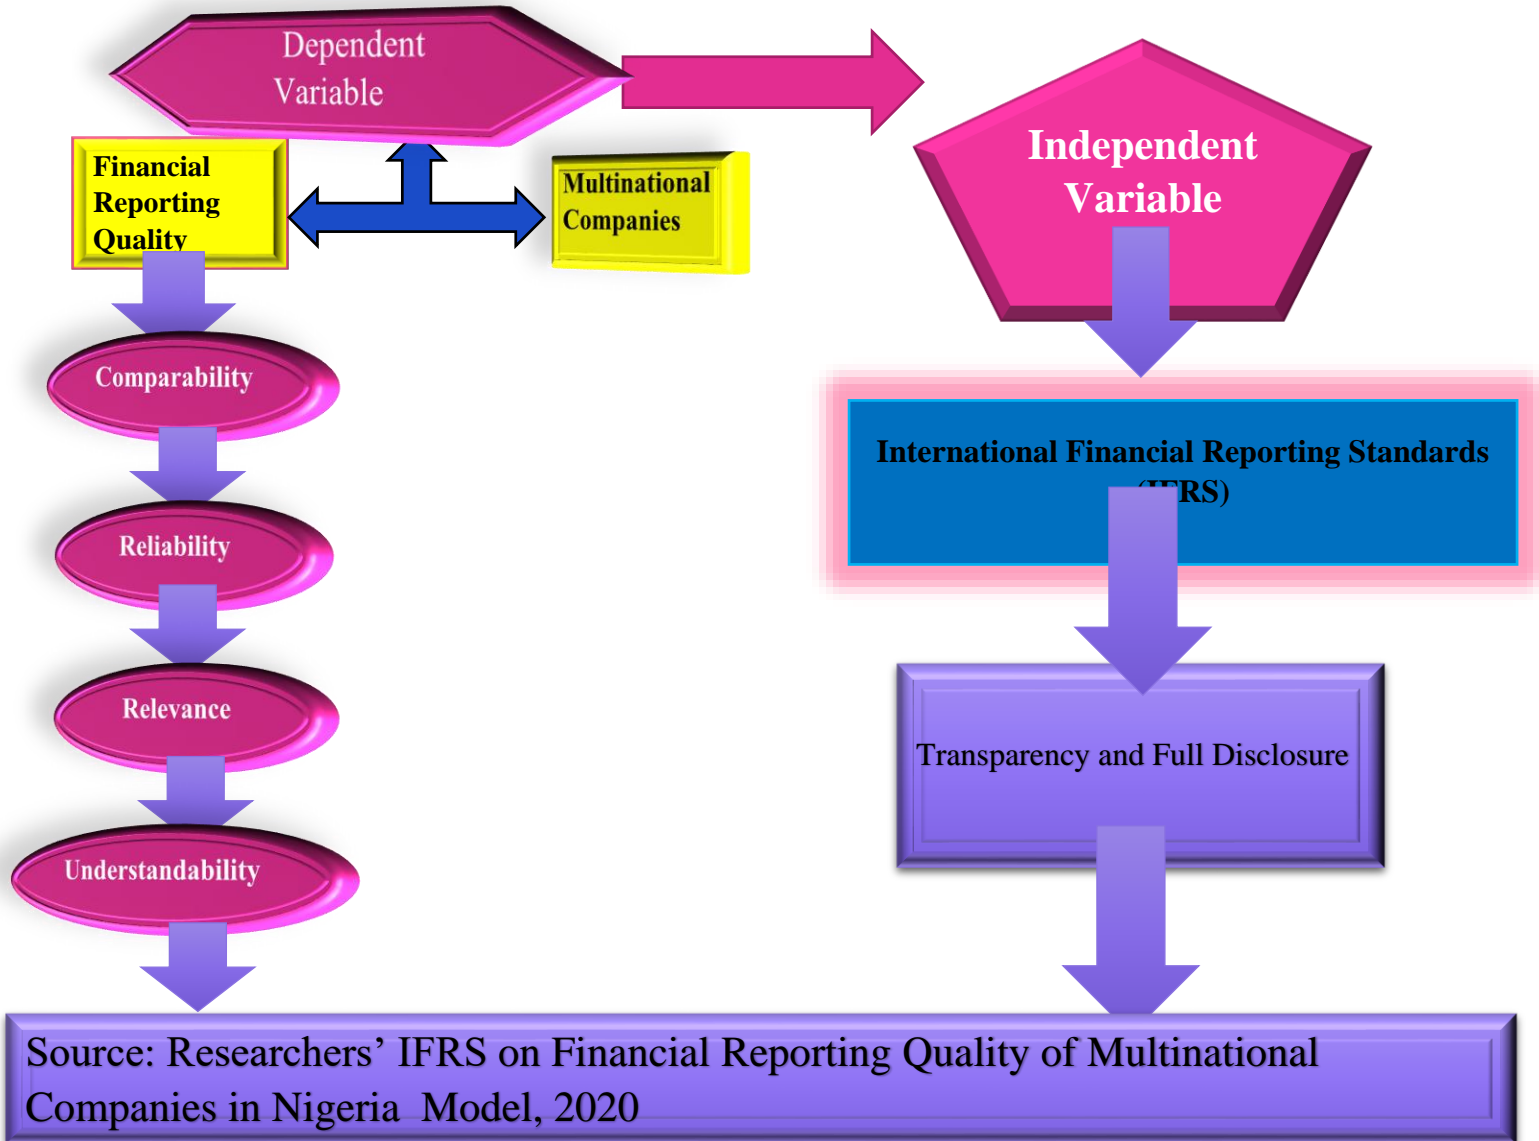 Dependent
Variable
Independent
Variable
Financial
Reporting
Quality
Multinational
Companies
Comparability
Reliability
Relevance
Understandability
International Financial Reporting Standards
(IFRS)
Transparency and Full Disclosure
Source: Researchers’ IFRS on Financial Reporting Quality of Multinational
Companies in Nigeria  Model, 2020